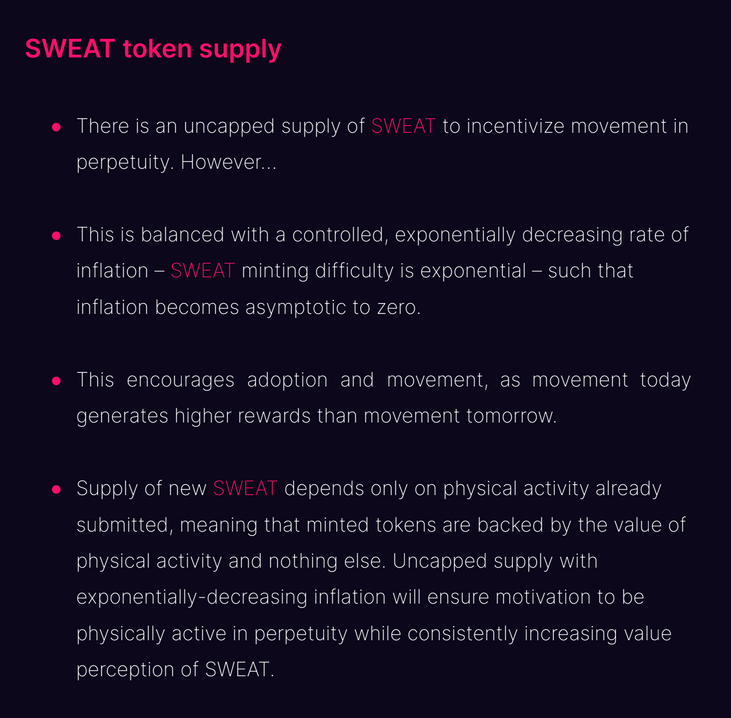 SWEAT token supply
There is an uncapped supply of SWEAT to incentivize movement in
perpetuity. However...
This is balanced with a controlled, exponentially decreasing rate of
inflation – SWEAT minting difficulty is exponential – such that
inflation becomes asymptotic to zero.
This encourages adoption and movement, as movement today
generates higher rewards than movement tomorrow.
Supply of new SWEAT depends only on physical activity already
submitted, meaning that minted tokens are backed by the value of
physical activity and nothing else. Uncapped supply with
exponentially-decreasing inflation will ensure motivation to be
physically active in perpetuity while consistently increasing value
perception of SWEAT.